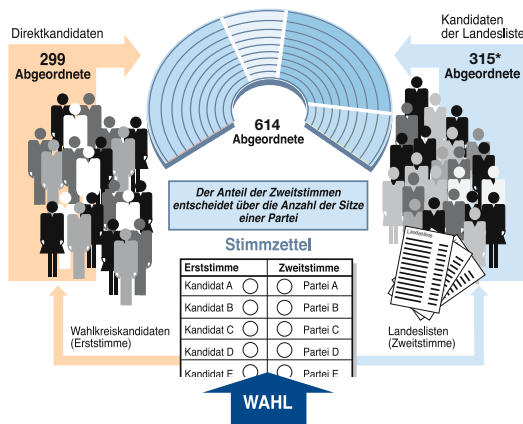 Direktkandidaten
299
Abgeordnete
Kandidaten
der Landesliste
315*
Abgeordnete
614
Abgeordnete
Der Anteil der Zweitstimmen
entscheidet über die Anzahl der Sitze
einer Partei
Stimmzettel
Erststimme Zweitstimme
Kandidat A Partei A
Kandidat B Partei B
Kandidat C Partei C
Kandidat D Partei D
Kandidat E Partei E
Landesliste
Wahlkreiskandidaten
(Erststimme)
Landeslisten
(Zweitstimme)
WAHL